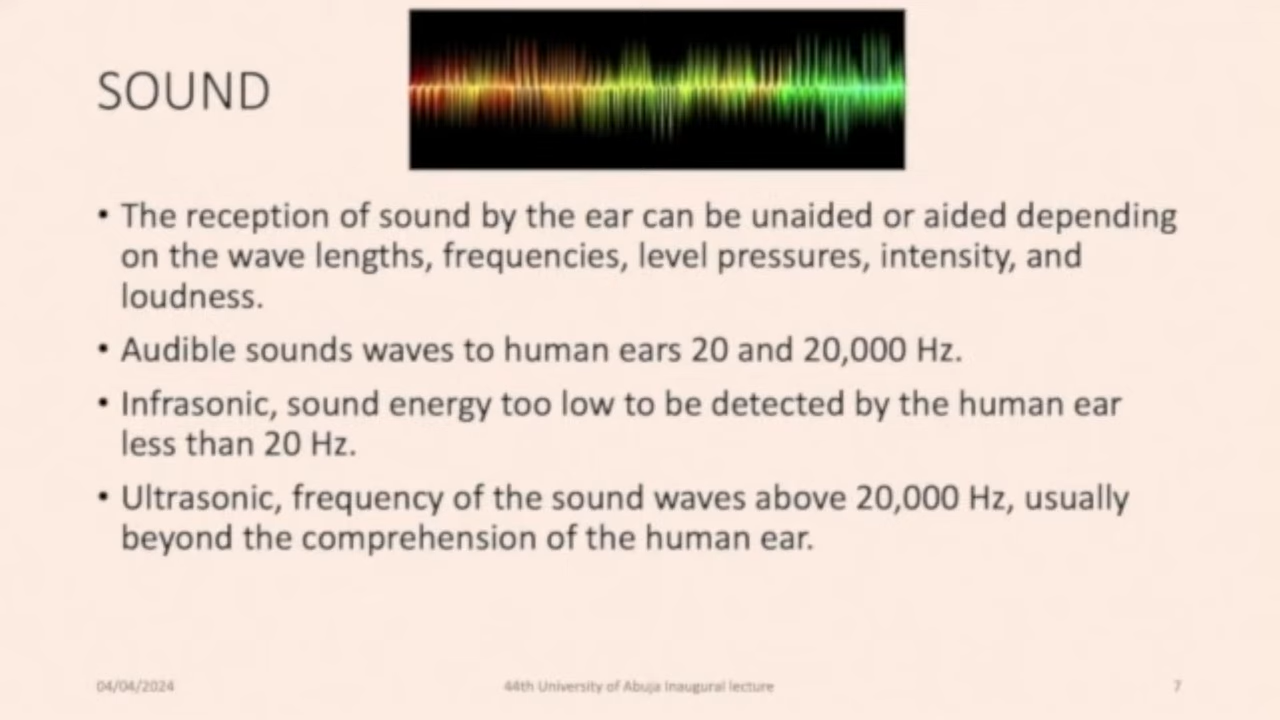 SOUND
• The reception of sound by the ear can be unaided or aided depending
on the wave lengths, frequencies, level pressures, intensity, and
loudness.
• Audible sounds waves to human ears 20 and 20,000 Hz.
• Infrasonic, sound energy too low to be detected by the human ear
less than 20 Hz.
• Ultrasonic, frequency of the sound waves above 20,000 Hz, usually
beyond the comprehension of the human ear.
04/04/2024 44th University of Abuja Inaugural lecture 7